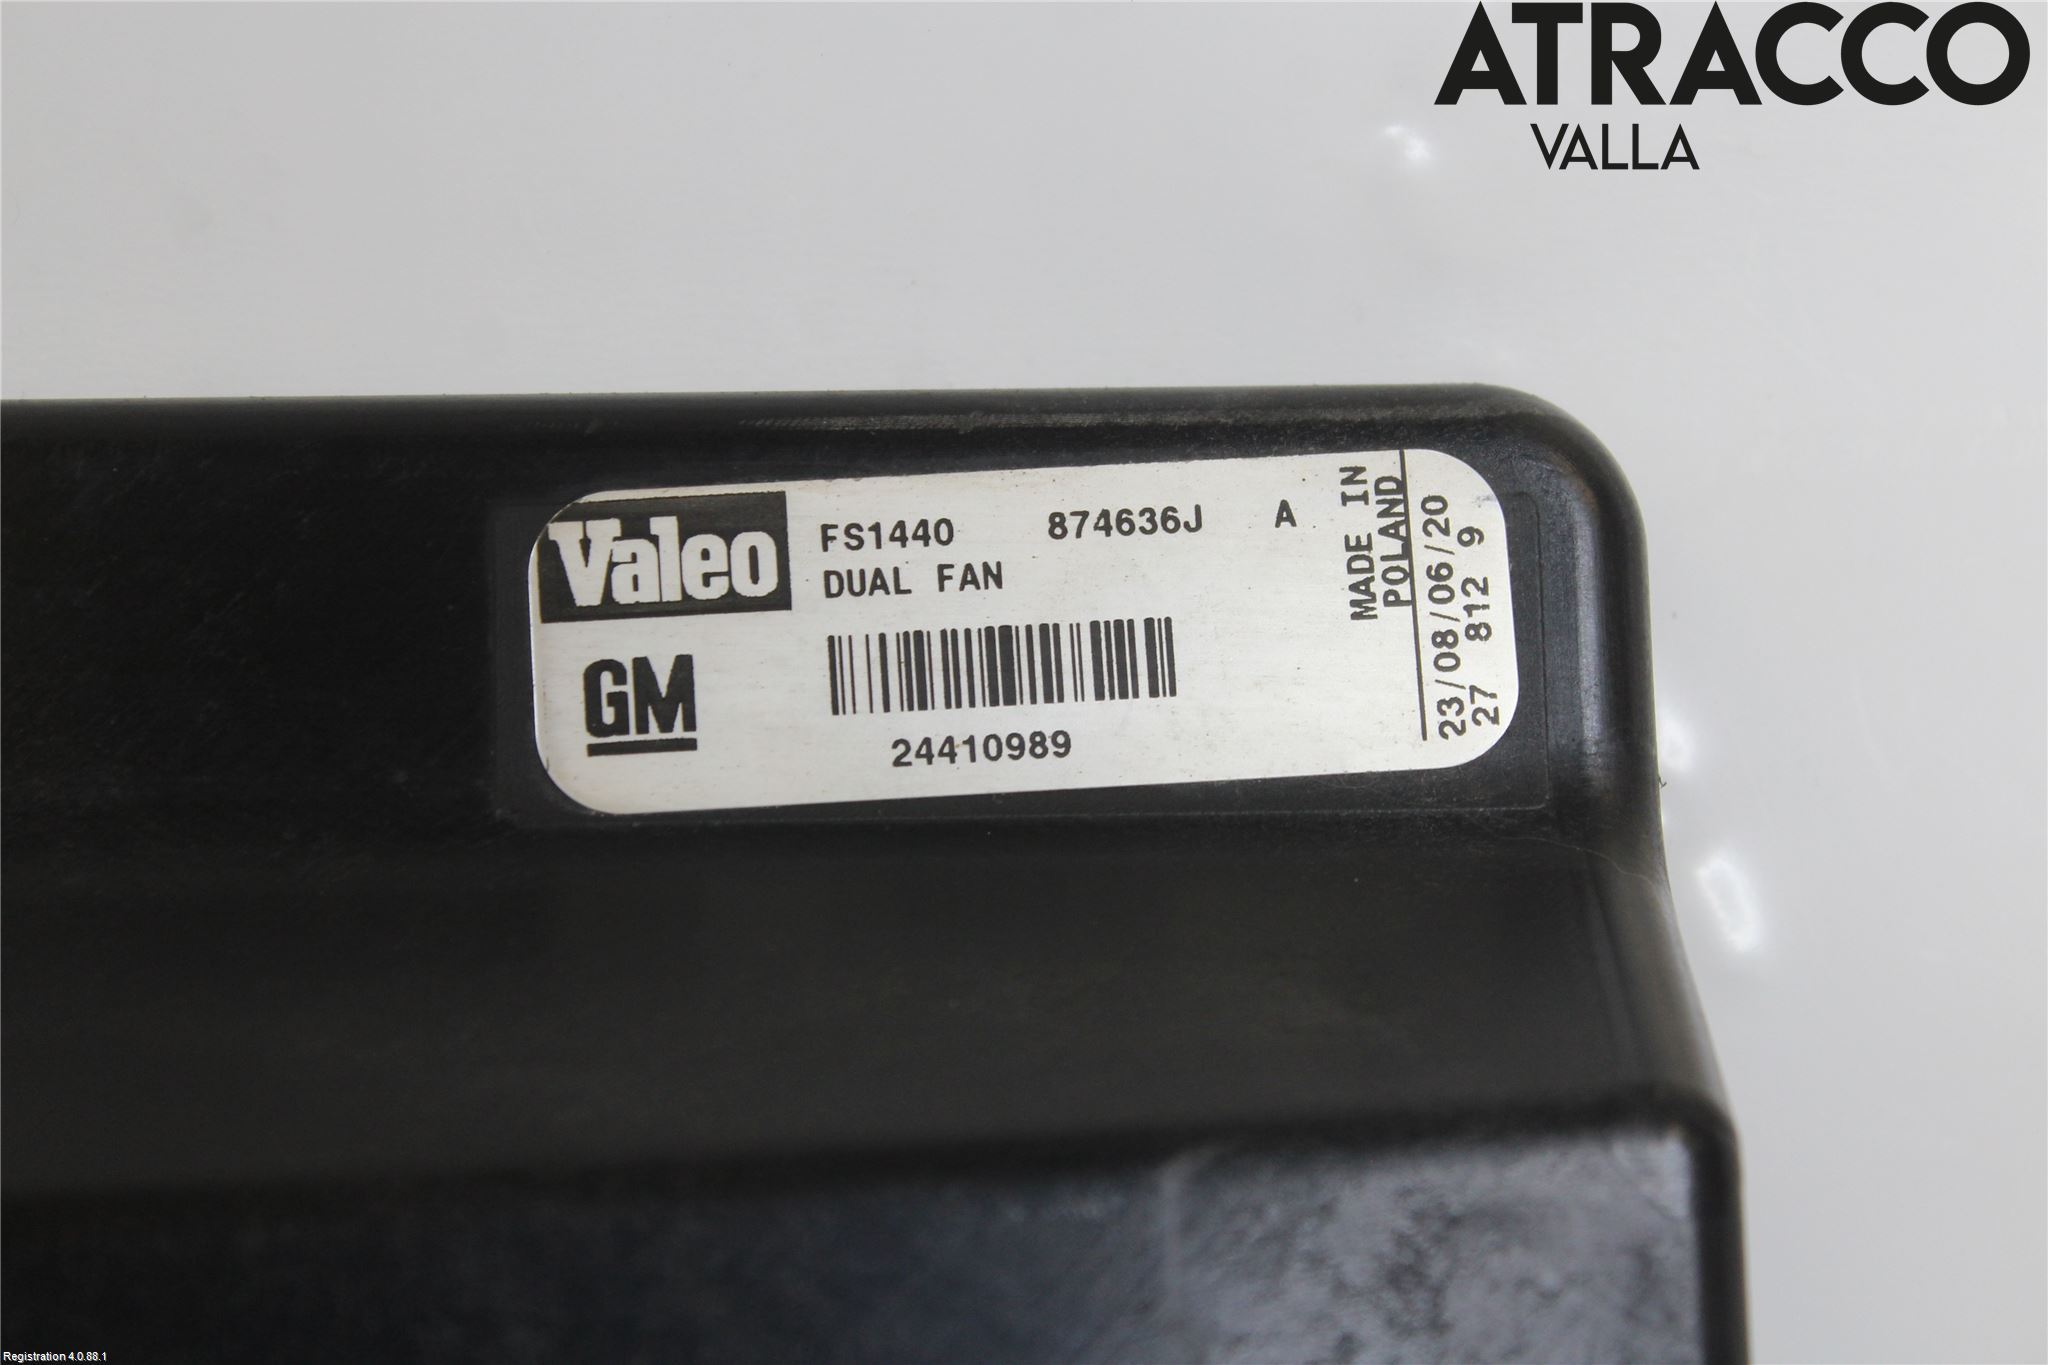 ATRACCO
VALLA
Valeo FS1440 874636J A
DUAL FAN
GM
24410989
MADE IN
POLAND
23/08/06/20
27 812 9
Registration 4.0.88.1